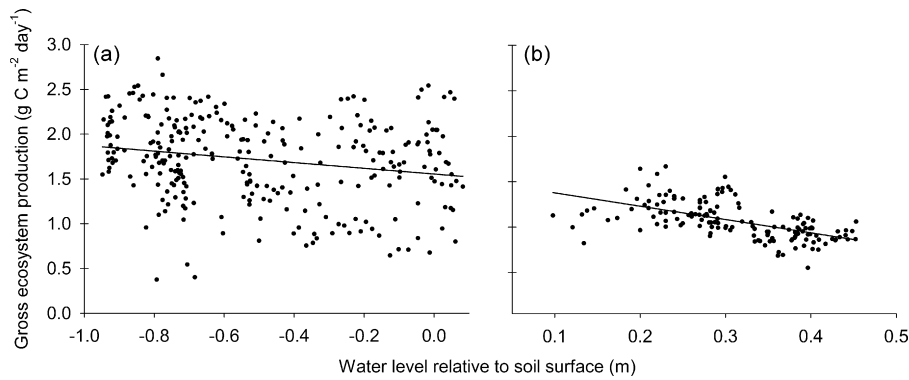 Gross ecosystem production (g C m⁻² day⁻¹)
3.0
2.5
2.0
1.5
1.0
0.5
0.0
(a)
(b)
-1.0 -0.8 -0.6 -0.4 -0.2 0.0
0.1 0.2 0.3 0.4 0.5
Water level relative to soil surface (m)